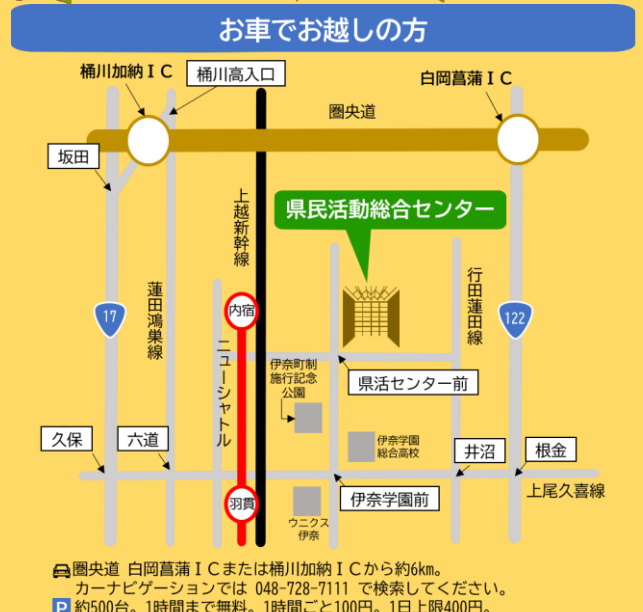 お車でお越しの方
桶川加納ＩＣ
桶川高入口
白岡菖蒲ＩＣ
圏央道
坂田
上越新幹線
県民活動総合センター
蓮田鴻巣線
行田蓮田線
17
内宿
122
ニューシャトル
伊奈町制
施行記念
公園
県活センター前
久保
六道
伊奈学園
総合高校
井沼
根金
羽貫
伊奈学園前
上尾久喜線
ウニクス
伊奈
圏央道 白岡菖蒲ＩＣまたは桶川加納ＩＣから約6km。
カーナビゲーションでは 048-728-7111 で検索してください。
P 約500台。1時間まで無料。1時間ごと100円。1日上限400円。